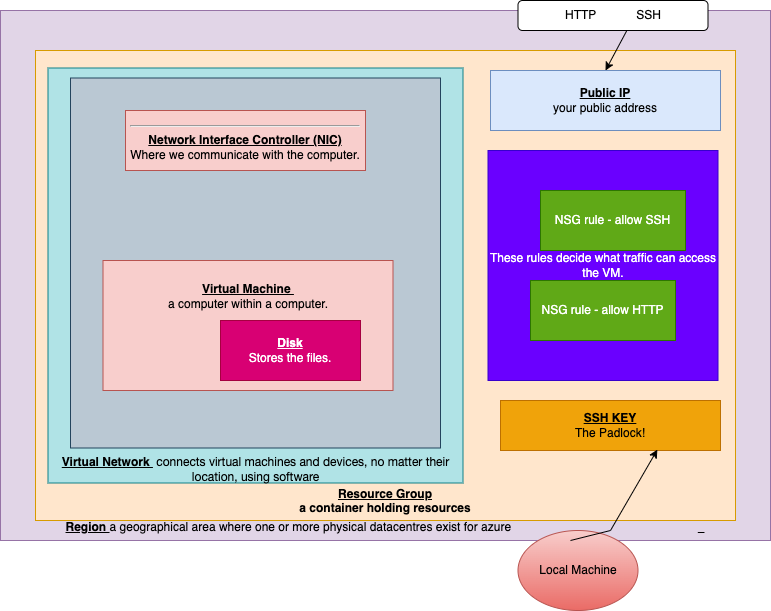 HTTP SSH
Public IP
your public address
Network Interface Controller (NIC)
Where we communicate with the computer.
NSG rule - allow SSH
These rules decide what traffic can access
the VM.
NSG rule - allow HTTP
Virtual Machine
a computer within a computer.
Disk
Stores the files.
SSH KEY
The Padlock!
Virtual Network connects virtual machines and devices, no matter their
location, using software
Resource Group
a container holding resources
Region a geographical area where one or more physical datacentres exist for azure
Local Machine